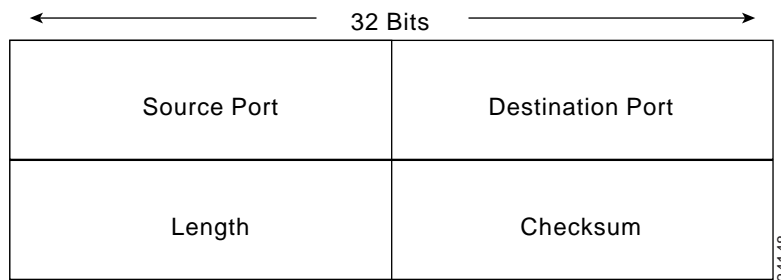 32 Bits
Source Port
Destination Port
Length
Checksum